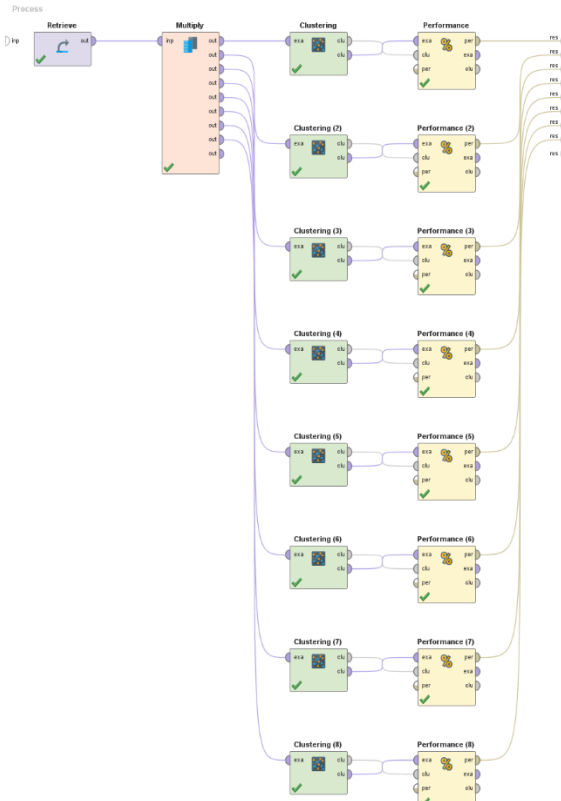 Process
Retrieve Multiply Clustering Performance
inp out inp out exa clu exa per res
out clu clu exa res
out per clu res
out res
out res
out res
out res
Clustering (2) Performance (2)
out exa clu exa per res
out clu clu exa res
per clu
Clustering (3) Performance (3)
exa clu exa per
clu clu exa
per clu
Clustering (4) Performance (4)
exa clu exa per
clu clu exa
per clu
Clustering (5) Performance (5)
exa clu exa per
clu clu exa
per clu
Clustering (6) Performance (6)
exa clu exa per
clu clu exa
per clu
Clustering (7) Performance (7)
exa clu exa per
clu clu exa
per clu
Clustering (8) Performance (8)
exa clu exa per
clu clu exa
per clu